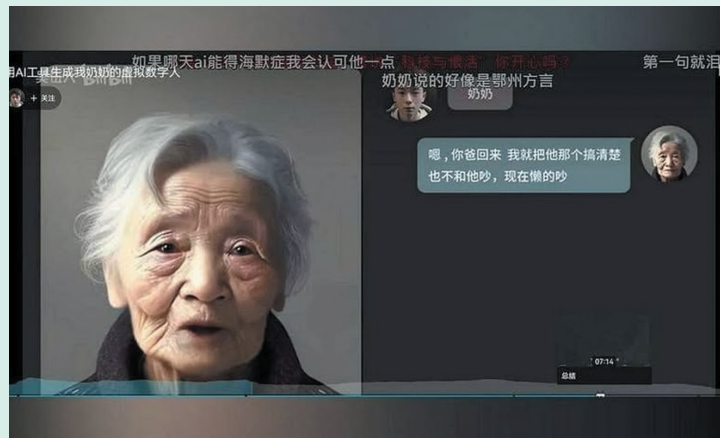 如果哪天ai能得海默症我会认可他一点
你开心吗？
第一句就泪
用AI工具生成我奶奶的虚拟数字人
奶奶说的好像是鄂州方言
+ 关注
奶奶
嗯，你爸回来 我就把他那个搞清楚
也不和他吵，现在懒的吵
07:14
总结